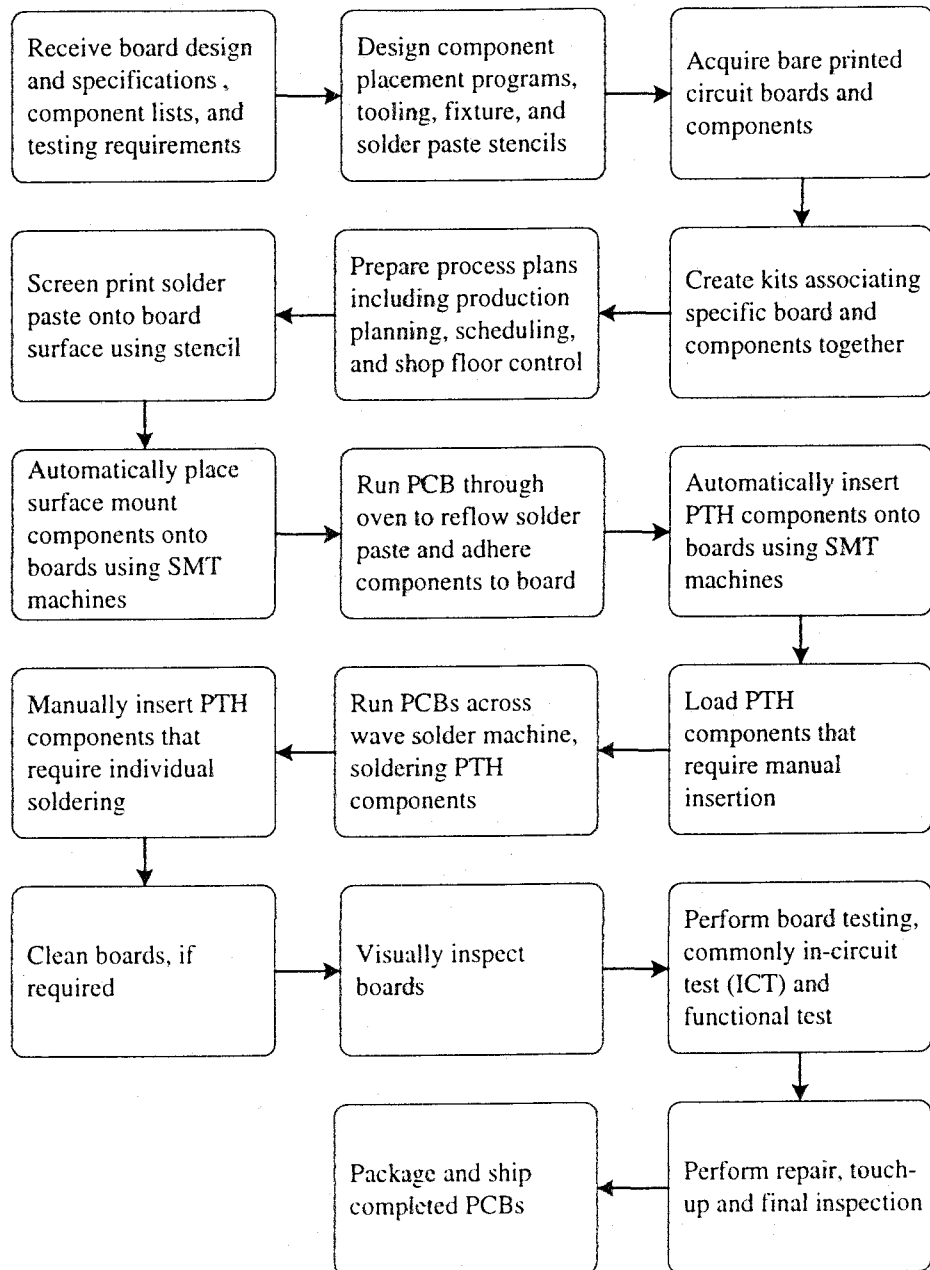 Receive board design
and specifications ,
component lists, and
testing requirements
Design component
placement programs,
tooling, fixture, and
solder paste stencils
Acquire bare printed
circuit boards and
components
Create kits associating
specific board and
components together
Prepare process plans
including production
planning, scheduling,
and shop floor control
Screen print solder
paste onto board
surface using stencil
Automatically place
surface mount
components onto
boards using SMT
machines
Run PCB through
oven to reflow solder
paste and adhere
components to board
Automatically insert
PTH components onto
boards using SMT
machines
Load PTH
components that
require manual
insertion
Run PCBs across
wave solder machine,
soldering PTH
components
Manually insert PTH
components that
require individual
soldering
Clean boards, if
required
Visually inspect
boards
Perform board testing,
commonly in-circuit
test (ICT) and
functional test
Perform repair, touch-
up and final inspection
Package and ship
completed PCBs